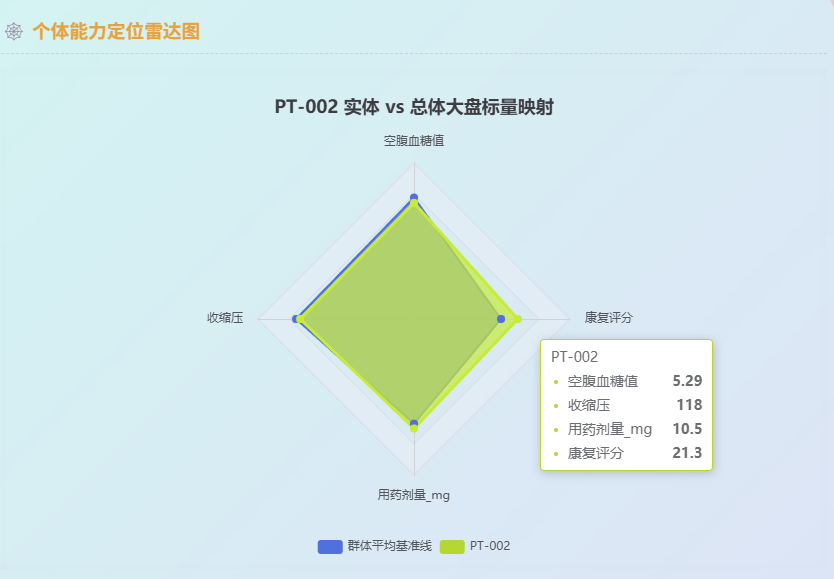 个体能力定位雷达图
PT-002 实体 vs 总体大盘标量映射
空腹血糖值
收缩压
康复评分
PT-002
空腹血糖值 5.29
收缩压 118
用药剂量_mg 10.5
康复评分 21.3
用药剂量_mg
群体平均基准线 PT-002